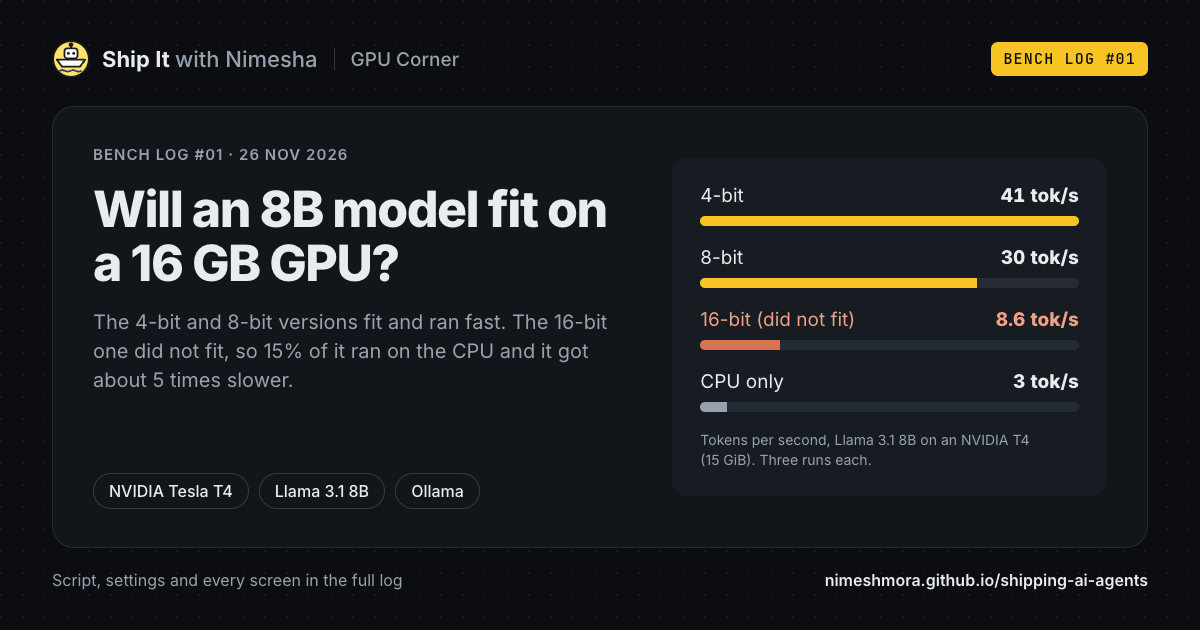 Ship It with Nimesha | GPU Corner
BENCH LOG #01
BENCH LOG #01 · 26 NOV 2026
Will an 8B model fit on
a 16 GB GPU?
The 4-bit and 8-bit versions fit and ran fast. The 16-bit
one did not fit, so 15% of it ran on the CPU and it got
about 5 times slower.
NVIDIA Tesla T4
Llama 3.1 8B
Ollama
4-bit 41 tok/s
8-bit 30 tok/s
16-bit (did not fit) 8.6 tok/s
CPU only 3 tok/s
Tokens per second, Llama 3.1 8B on an NVIDIA T4
(15 GiB). Three runs each.
Script, settings and every screen in the full log
nimeshmora.github.io/shipping-ai-agents